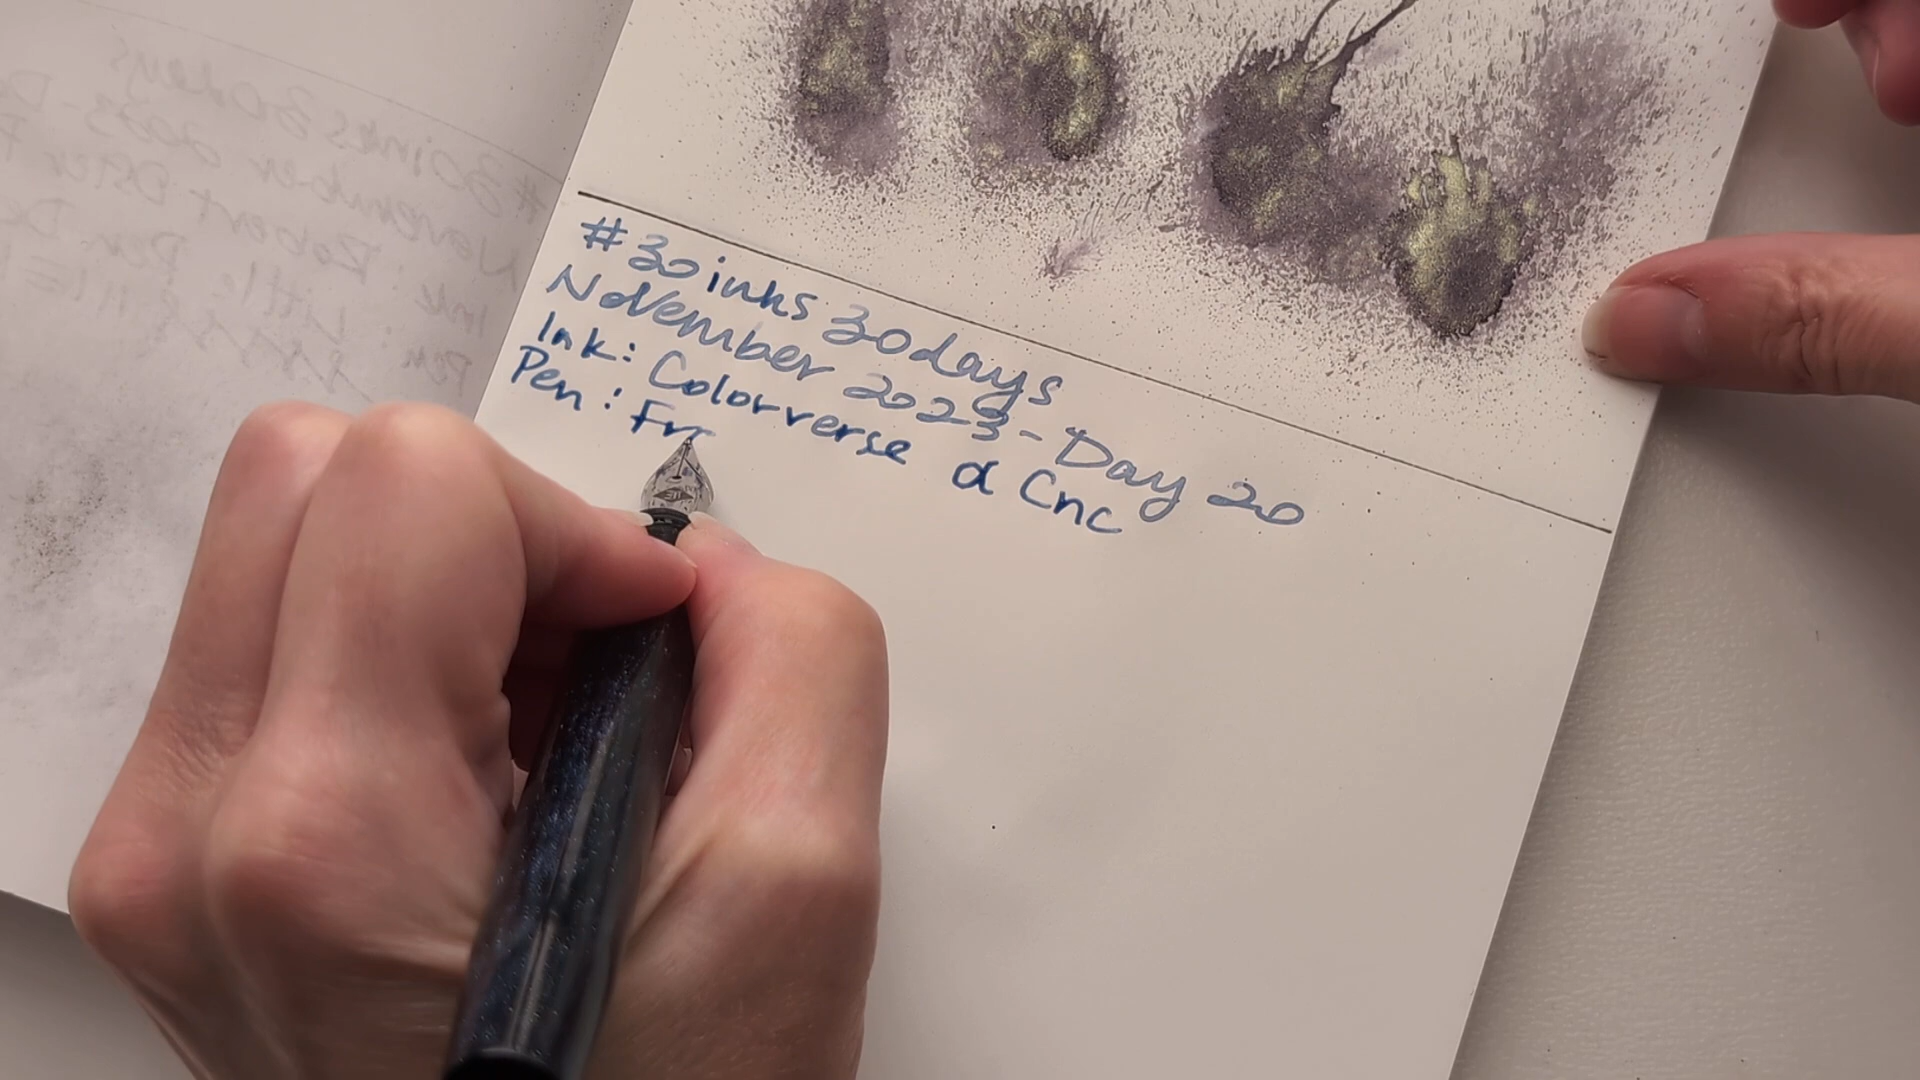 #30inks30days
November 2023 - Day 20
Ink: Colorverse α Cnc
Pen: Fr